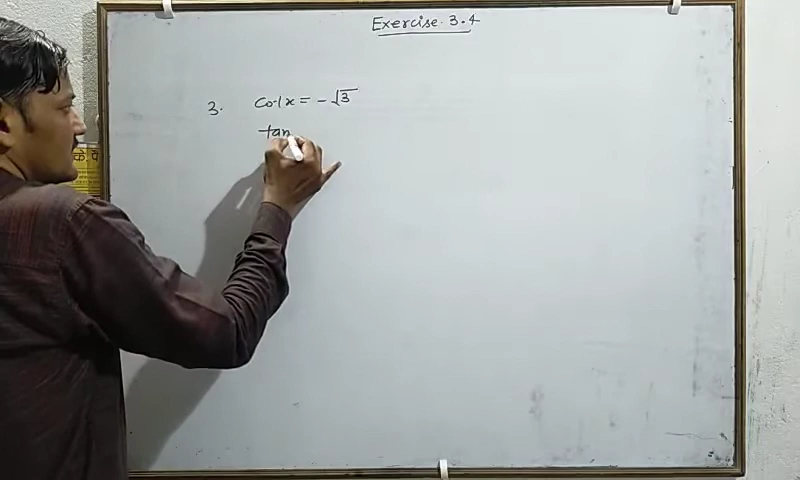 Exercise 3.4
3. Cot x = -√3
tan